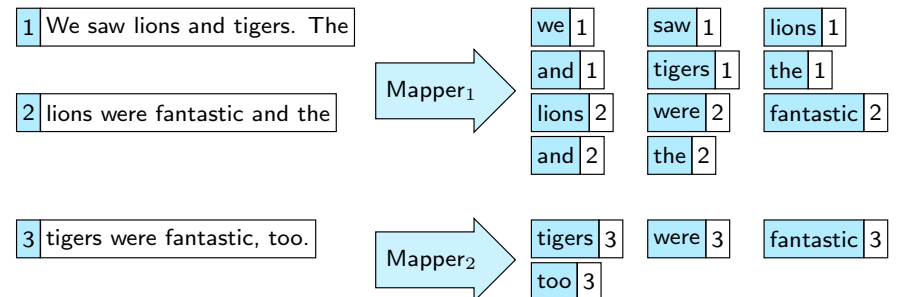 1 We saw lions and tigers. The
we 1 saw 1 lions 1
Mapper1
and 1 tigers 1 the 1
2 lions were fantastic and the
lions 2 were 2 fantastic 2
and 2 the 2
3 tigers were fantastic, too.
Mapper2
tigers 3 were 3 fantastic 3
too 3